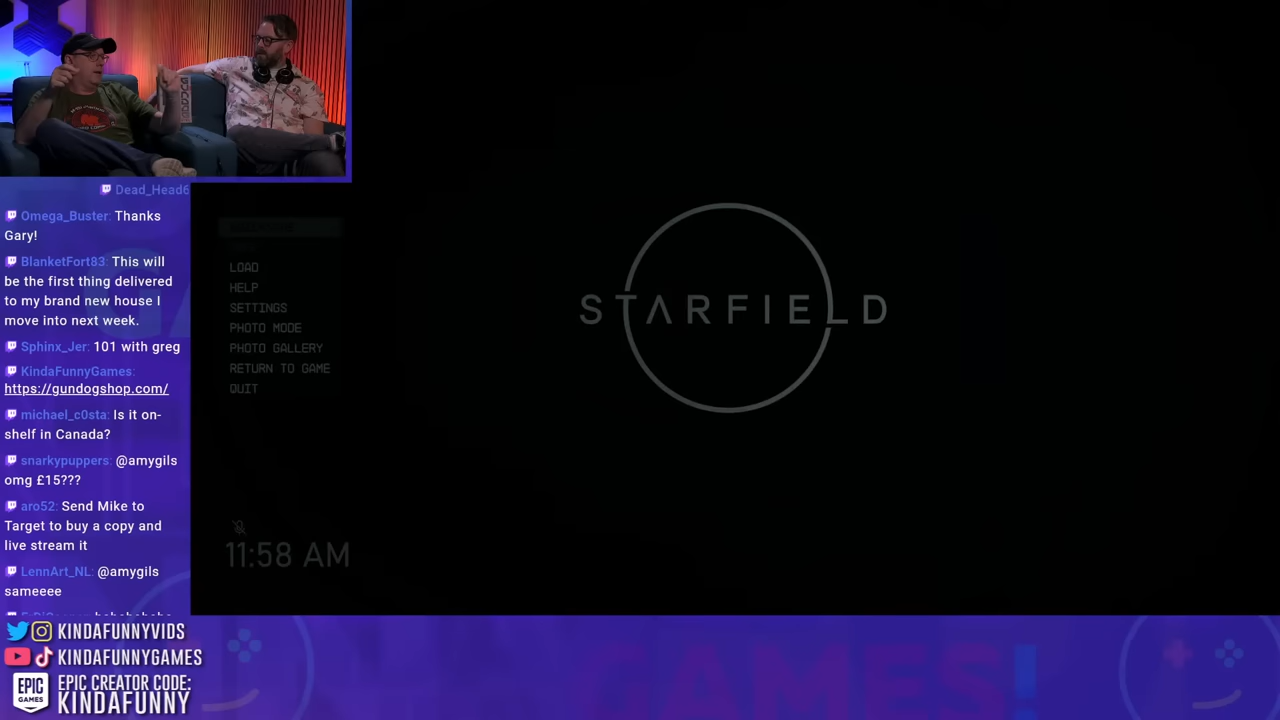 Dead_Head6
Omega_Buster: Thanks
Gary!
BlanketFort83: This will
be the first thing delivered
to my brand new house I
move into next week.
Sphinx_Jer: 101 with greg
KindaFunnyGames:
https://gundogshop.com/
michael_c0sta: Is it on-
shelf in Canada?
snarkypuppers: @amygils
omg £15???
aro52: Send Mike to
Target to buy a copy and
live stream it
LennArt_NL: @amygils
sameeee
LOAD
HELP
SETTINGS
PHOTO MODE
PHOTO GALLERY
RETURN TO GAME
QUIT
11:58 AM
STARFIELD
KINDAFUNNYVIDS
KINDAFUNNYGAMES
EPIC GAMES
EPIC CREATOR CODE:
KINDAFUNNY
GAMES!